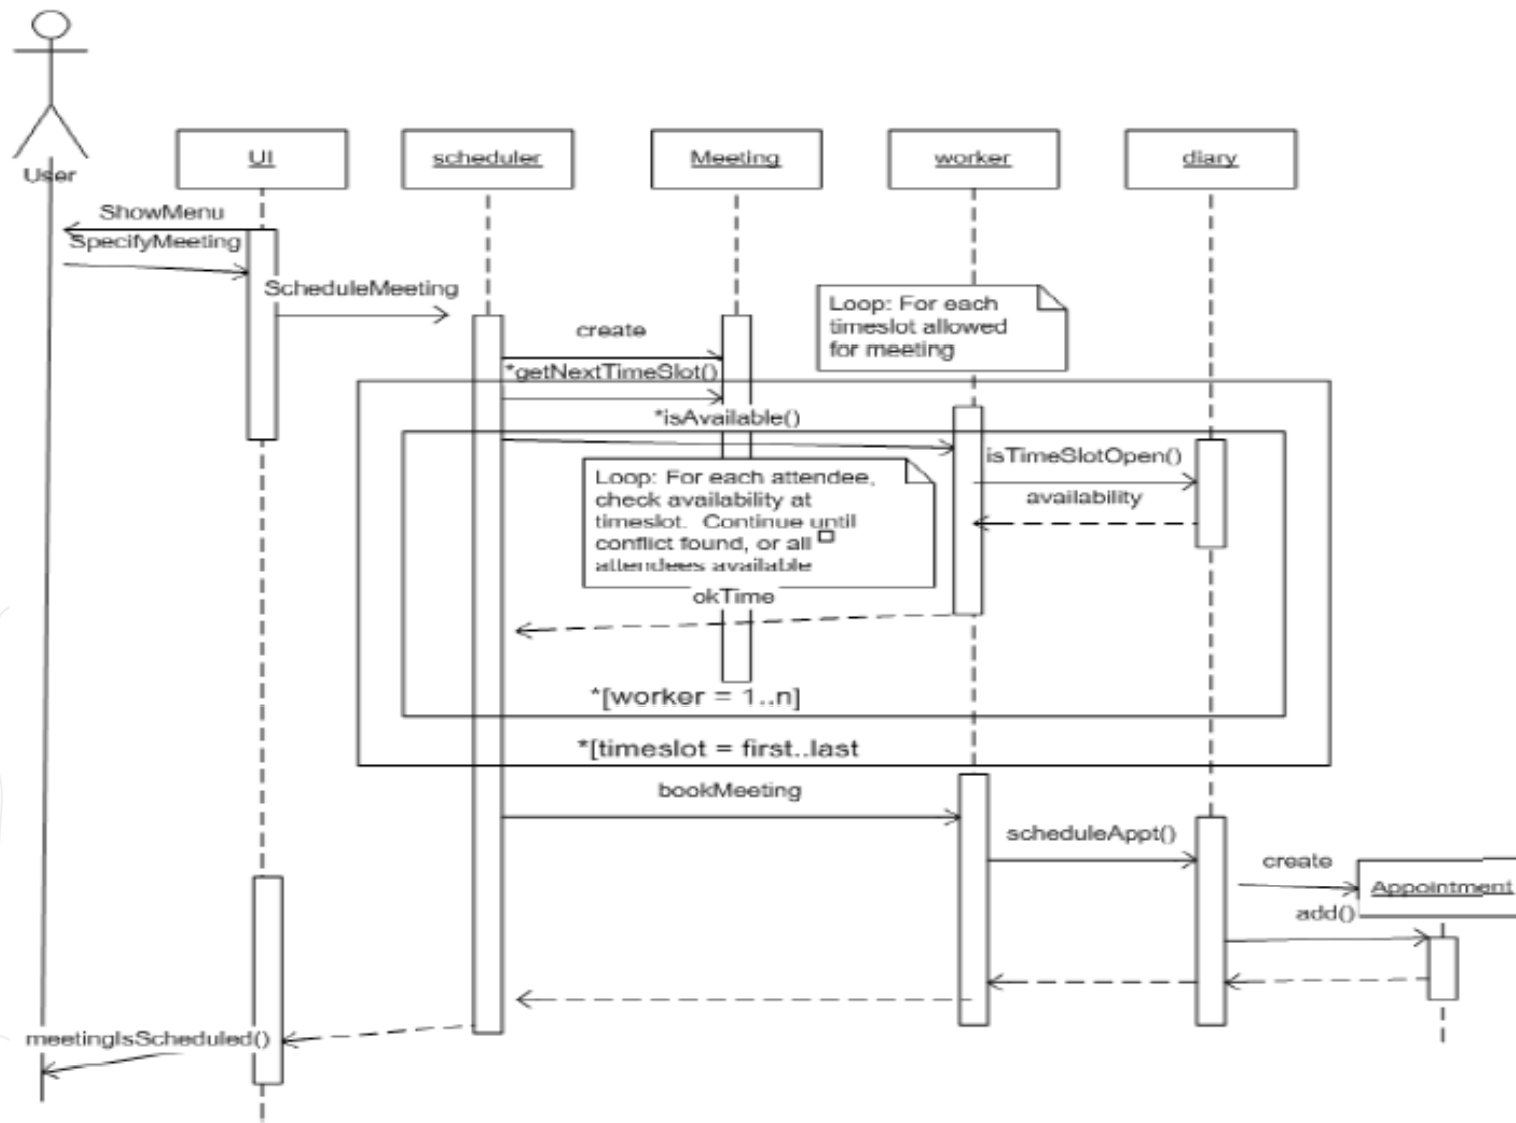 UI
scheduler
Meeting
worker
diary
User
ShowMenu
SpecifyMeeting
ScheduleMeeting
Loop: For each
timeslot allowed
for meeting
create
*getNextTimeSlot()
*isAvailable()
isTimeSlotOpen()
availability
Loop: For each attendee,
check availability at
timeslot. Continue until
conflict found, or all
attendees available
okTime
*[worker = 1..n]
*[timeslot = first..last
bookMeeting
scheduleAppt()
create
Appointment
add()
meetingIsScheduled()